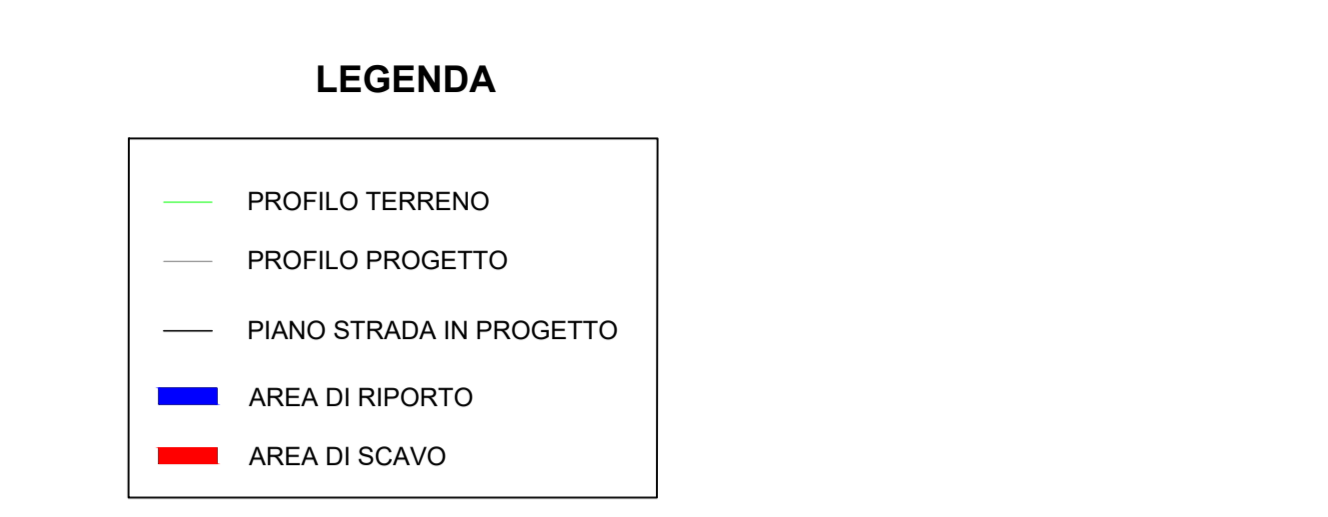 LEGENDA
PROFILO TERRENO
PROFILO PROGETTO
PIANO STRADA IN PROGETTO
AREA DI RIPORTO
AREA DI SCAVO